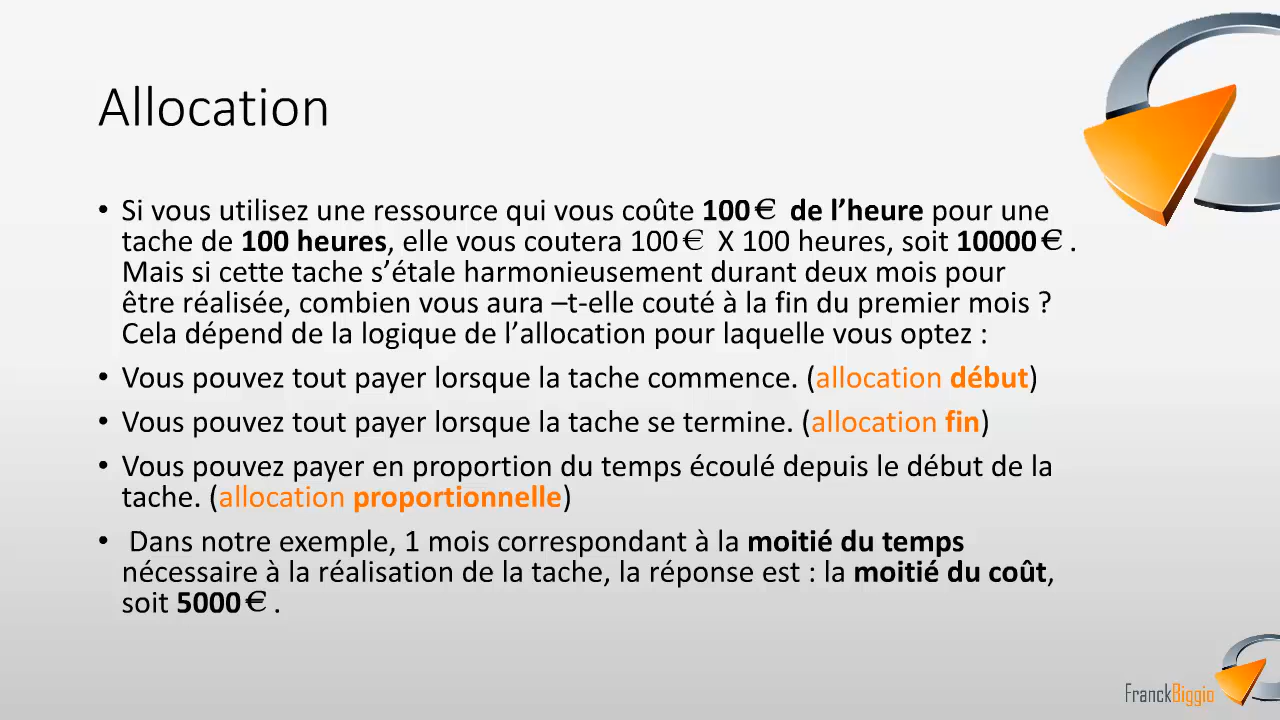 Allocation
• Si vous utilisez une ressource qui vous coûte 100€ de l’heure pour une
tache de 100 heures, elle vous coutera 100€ X 100 heures, soit 10000€.
Mais si cette tache s’étale harmonieusement durant deux mois pour
être réalisée, combien vous aura –t-elle couté à la fin du premier mois ?
Cela dépend de la logique de l’allocation pour laquelle vous optez :
• Vous pouvez tout payer lorsque la tache commence. (allocation début)
• Vous pouvez tout payer lorsque la tache se termine. (allocation fin)
• Vous pouvez payer en proportion du temps écoulé depuis le début de la
tache. (allocation proportionnelle)
• Dans notre exemple, 1 mois correspondant à la moitié du temps
nécessaire à la réalisation de la tache, la réponse est : la moitié du coût,
soit 5000€.
FranckBiggio